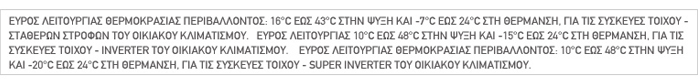 ΕΥΡΟΣ ΛΕΙΤΟΥΡΓΙΑΣ ΘΕΡΜΟΚΡΑΣΙΑΣ ΠΕΡΙΒΑΛΛΟΝΤΟΣ: 16°C ΕΩΣ 43°C ΣΤΗΝ ΨΥΞΗ ΚΑΙ -7°C ΕΩΣ 24°C ΣΤΗ ΘΕΡΜΑΝΣΗ, ΓΙΑ ΤΙΣ ΣΥΣΚΕΥΕΣ ΤΟΙΧΟΥ -
ΣΤΑΘΕΡΩΝ ΣΤΡΟΦΩΝ ΤΟΥ ΟΙΚΙΑΚΟΥ ΚΛΙΜΑΤΙΣΜΟΥ. ΕΥΡΟΣ ΛΕΙΤΟΥΡΓΙΑΣ 10°C ΕΩΣ 48°C ΣΤΗΝ ΨΥΞΗ ΚΑΙ -15°C ΕΩΣ 24°C ΣΤΗ ΘΕΡΜΑΝΣΗ, ΓΙΑ ΤΙΣ
ΣΥΣΚΕΥΕΣ ΤΟΙΧΟΥ - INVERTER ΤΟΥ ΟΙΚΙΑΚΟΥ ΚΛΙΜΑΤΙΣΜΟΥ. ΕΥΡΟΣ ΛΕΙΤΟΥΡΓΙΑΣ ΘΕΡΜΟΚΡΑΣΙΑΣ ΠΕΡΙΒΑΛΛΟΝΤΟΣ: 10°C ΕΩΣ 48°C ΣΤΗΝ ΨΥΞΗ
ΚΑΙ -20°C ΕΩΣ 24°C ΣΤΗ ΘΕΡΜΑΝΣΗ, ΓΙΑ ΤΙΣ ΣΥΣΚΕΥΕΣ ΤΟΙΧΟΥ - SUPER INVERTER ΤΟΥ ΟΙΚΙΑΚΟΥ ΚΛΙΜΑΤΙΣΜΟΥ.